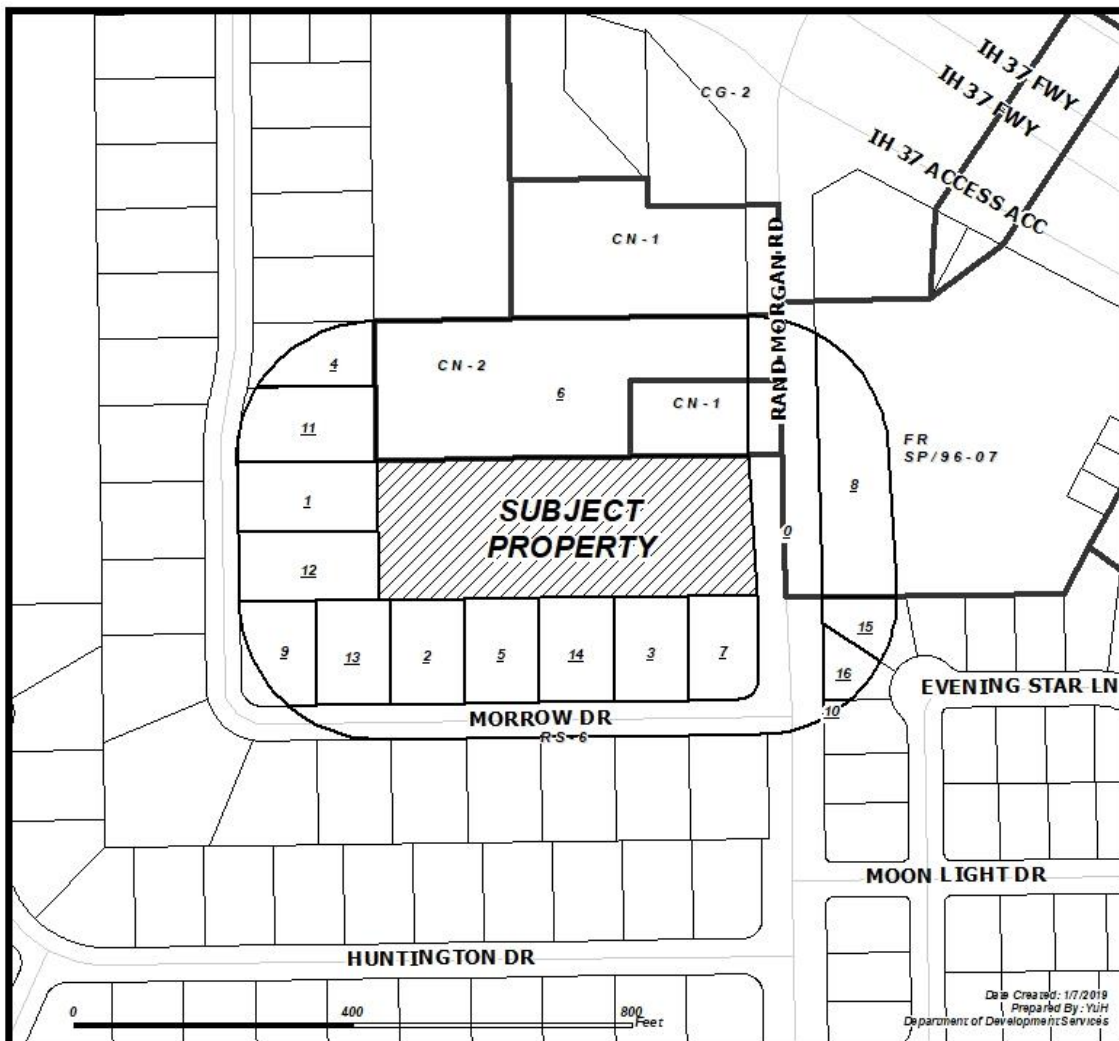 IH 37 FWY
IH 37 FWY
IH 37 ACCESS ACC
CG-2
CN-1
RAND MORGAN RD
4
CN-2
6
CN-1
11
FR
SP/96-07
8
1
SUBJECT
PROPERTY
0
12
9
13
2
5
14
3
7
15
16
EVENING STAR LN
10
MORROW DR
RS-6
MOON LIGHT DR
HUNTINGTON DR
Date Created: 1/7/2019
Prepared By: YuH
Department of Development Services
0
400
800
Feet